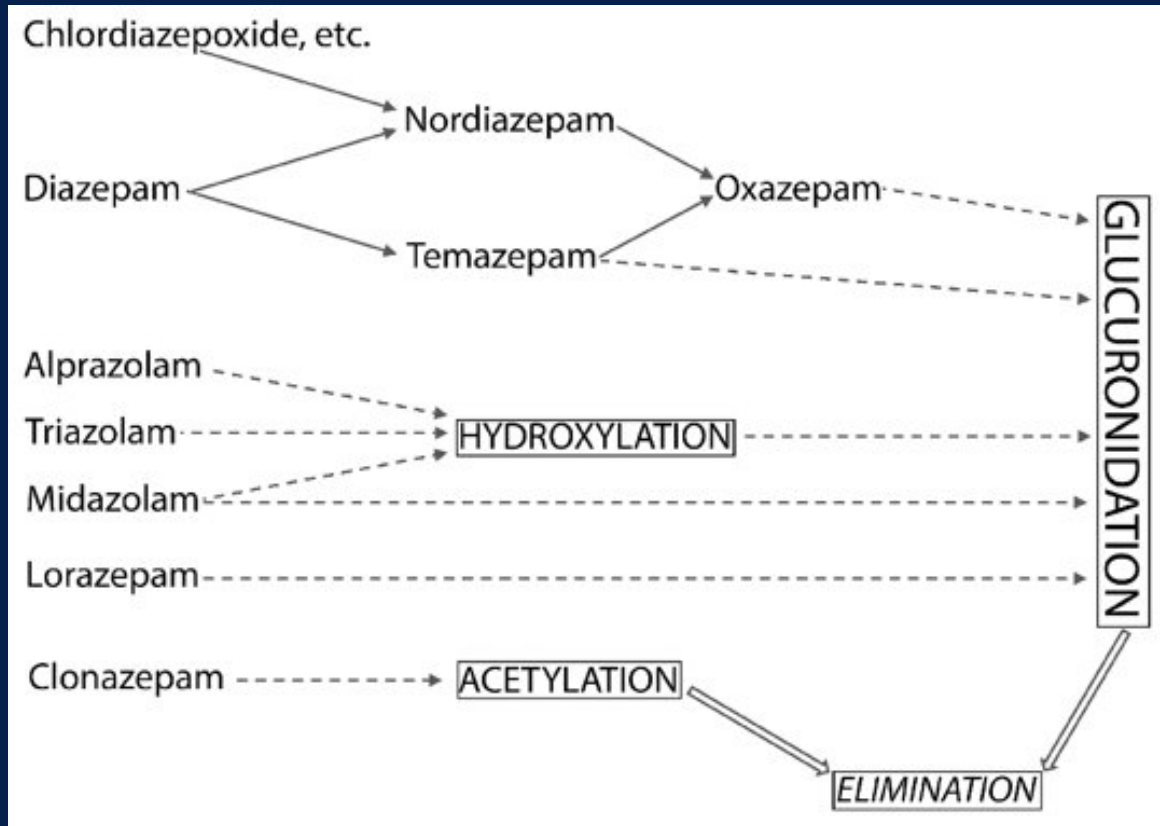 Chlordiazepoxide, etc.
Nordiazepam
Diazepam
Oxazepam
Temazepam
GLUCURONIDATION
Alprazolam
Triazolam
HYDROXYLATION
Midazolam
Lorazepam
Clonazepam
ACETYLATION
ELIMINATION